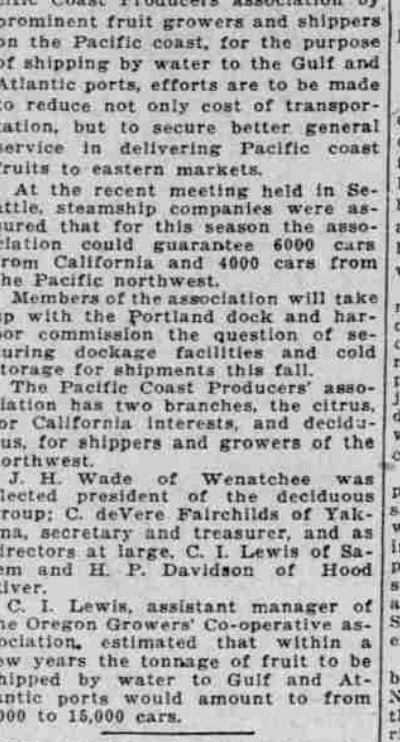 Coast Producers association by
prominent fruit growers and shippers
on the Pacific coast, for the purpose
of shipping by water to the Gulf and
Atlantic ports, efforts are to be made
to reduce not only cost of transpor-
tation, but to secure better general
service in delivering Pacific coast
fruits to eastern markets.
At the recent meeting held in Se-
attle, steamship companies were as-
sured that for this season the asso-
ciation could guarantee 6000 cars
from California and 4000 cars from
the Pacific northwest.
Members of the association will take
up with the Portland dock and har-
bor commission the question of se-
curing dockage facilities and cold
storage for shipments this fall.
The Pacific Coast Producers' asso-
ciation has two branches, the citrus,
for California interests, and decidu-
ous, for shippers and growers of the
northwest.
J. H. Wade of Wenatchee was
elected president of the deciduous
group; C. deVere Fairchilds of Yak-
ima, secretary and treasurer, and as
directors at large, C. I. Lewis of Sa-
lem and H. P. Davidson of Hood
River.
C. I. Lewis, assistant manager of
the Oregon Growers' Co-operative as-
sociation, estimated that within a
few years the tonnage of fruit to be
shipped by water to Gulf and At-
lantic ports would amount to from
000 to 15,000 cars.